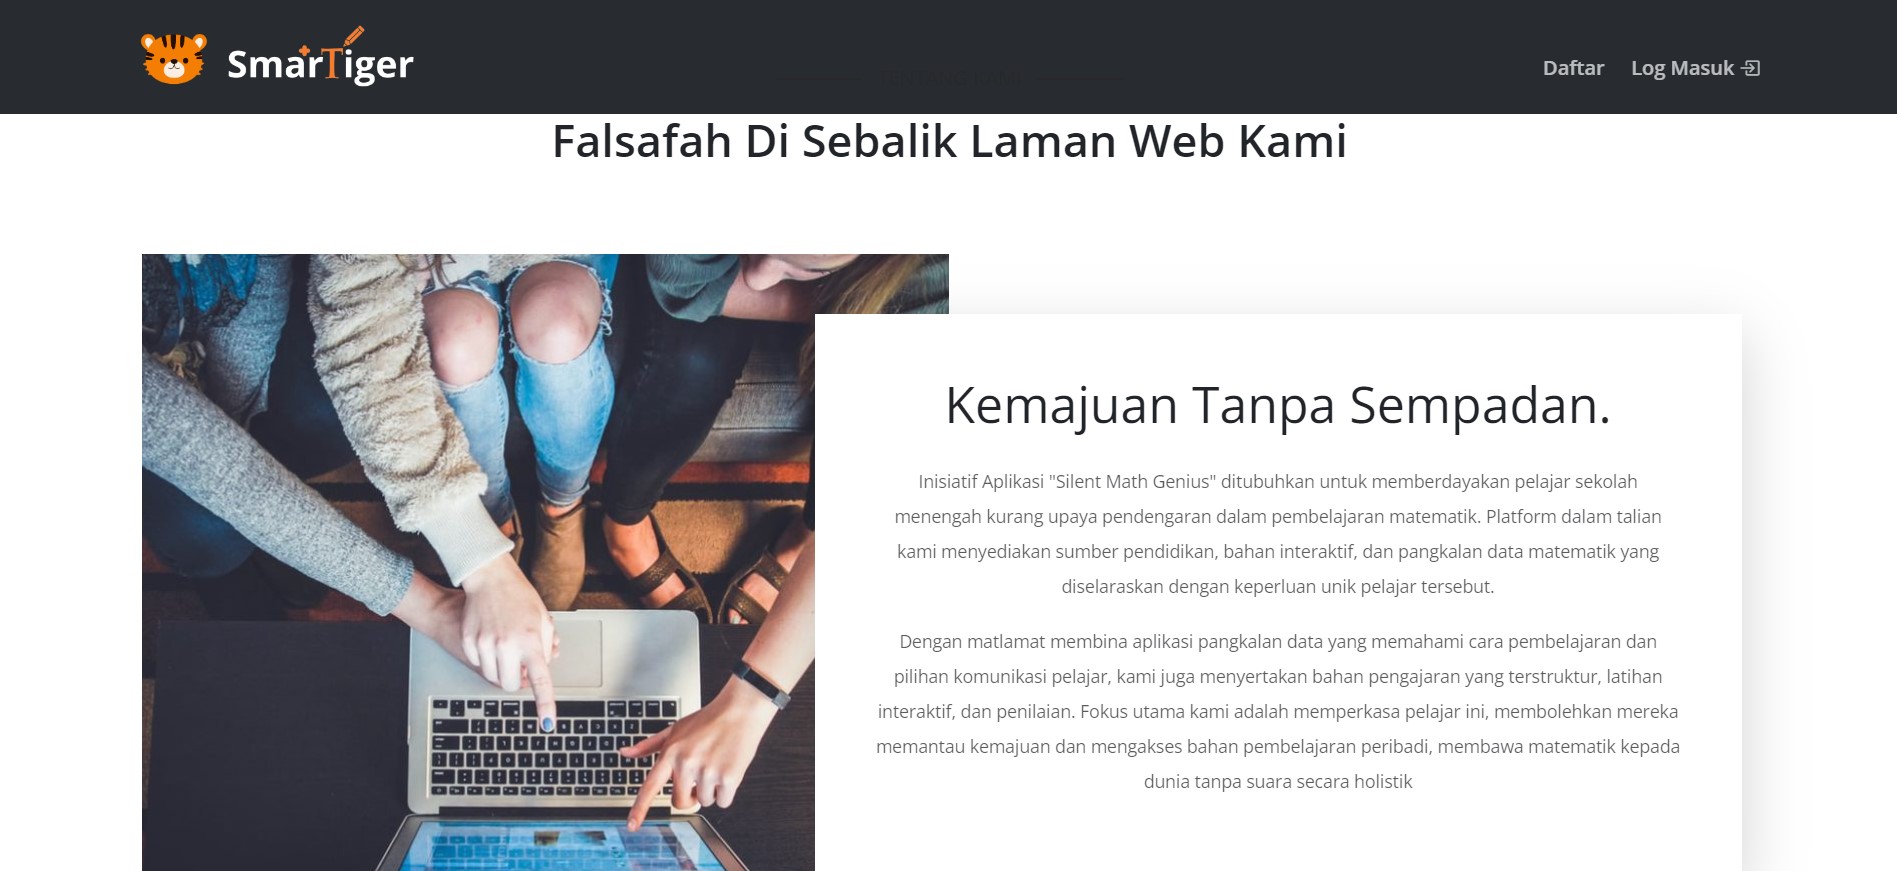 SmarTiger
Daftar
Log Masuk
TENTANG KAMI
Falsafah Di Sebalik Laman Web Kami
Kemajuan Tanpa Sempadan.
Inisiatif Aplikasi "Silent Math Genius" ditubuhkan untuk memberdayakan pelajar sekolah
menengah kurang upaya pendengaran dalam pembelajaran matematik. Platform dalam talian
kami menyediakan sumber pendidikan, bahan interaktif, dan pangkalan data matematik yang
diselaraskan dengan keperluan unik pelajar tersebut.
Dengan matlamat membina aplikasi pangkalan data yang memahami cara pembelajaran dan
pilihan komunikasi pelajar, kami juga menyertakan bahan pengajaran yang terstruktur, latihan
interaktif, dan penilaian. Fokus utama kami adalah memperkasa pelajar ini, membolehkan mereka
memantau kemajuan dan mengakses bahan pembelajaran peribadi, membawa matematik kepada
dunia tanpa suara secara holistik